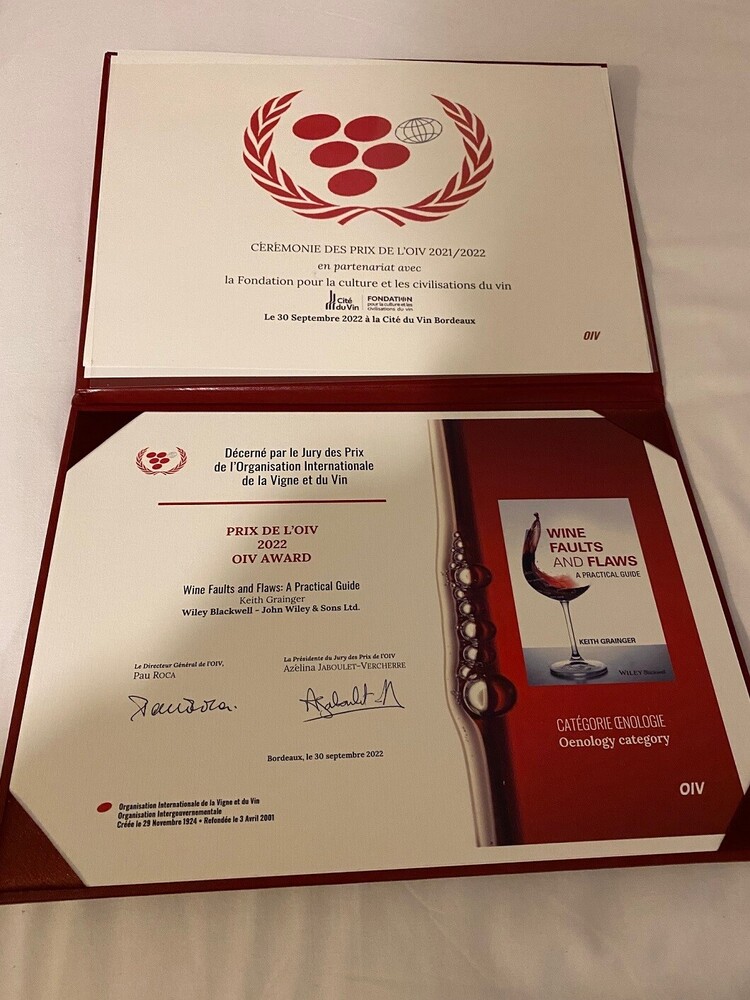 CÉRÉMONIE DES PRIX DE L'OIV 2021/2022
en partenariat avec
la Fondation pour la culture et les civilisations du vin
Cité
du Vin
FONDATION
pour la culture et les
civilisations du vin
Le 30 Septembre 2022 à la Cité du Vin Bordeaux
OIV
Décerné par le Jury des Prix
de l'Organisation Internationale
de la Vigne et du Vin
PRIX DE L'OIV
2022
OIV AWARD
Wine Faults and Flaws: A Practical Guide
Keith Grainger
Wiley Blackwell - John Wiley & Sons Ltd.
Le Directeur Général de l'OIV,
Pau ROCA
La Présidente du Jury des Prix de l'OIV
Azélina JABOULET-VERCHERRE
Bordeaux, le 30 septembre 2022
Organisation Internationale de la Vigne et du Vin
Organisation Intergouvernementale
Créée le 29 Novembre 1924 • Refondée le 3 Avril 2001
WINE
FAULTS
AND FLAWS
A PRACTICAL GUIDE
KEITH GRAINGER
WILEY Blackwell
CATÉGORIE ŒNOLOGIE
Oenology category
OIV